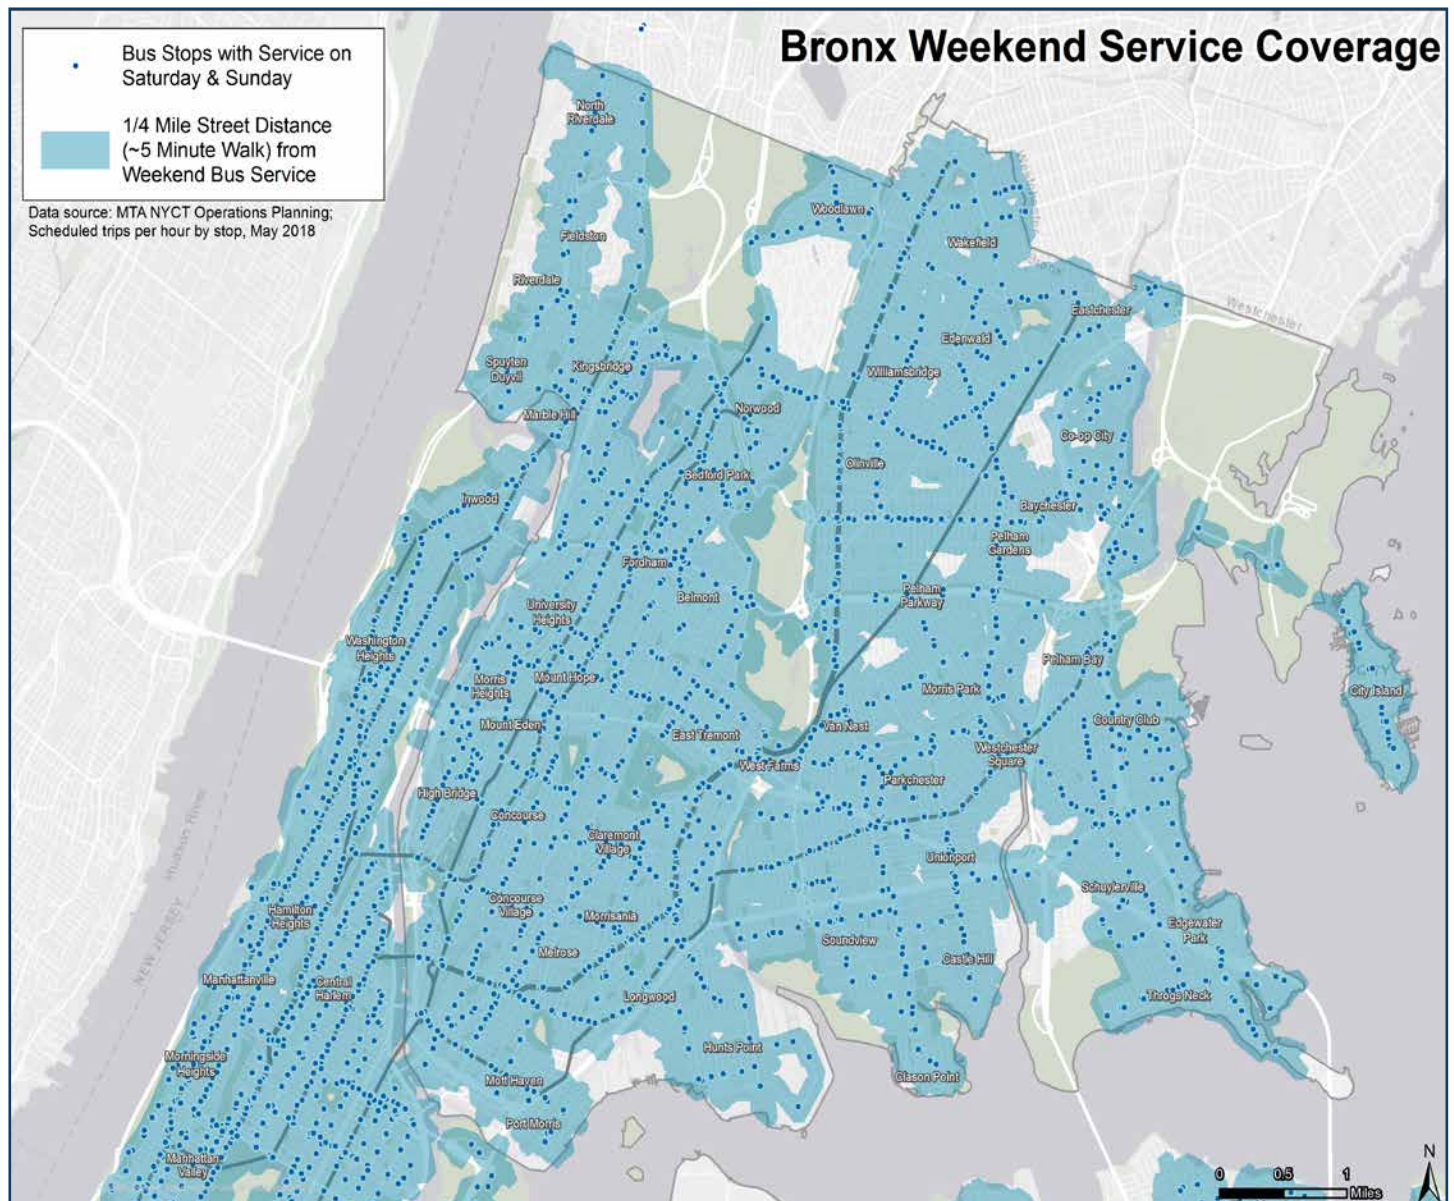 Bronx Weekend Service Coverage
Bus Stops with Service on
Saturday & Sunday
1/4 Mile Street Distance
(~5 Minute Walk) from
Weekend Bus Service
Data source: MTA NYCT Operations Planning;
Scheduled trips per hour by stop, May 2018
North
Riverdale
Woodlawn
Fieldston
Wakefield
Riverdale
Westchester
Eastchester
Edenwald
Spuyten
Duyvil
Kingsbridge
Williamsbridge
Marble Hill
Norwood
Co-op City
Olinville
Bedford Park
Inwood
Baychester
Pelham
Gardens
Fordham
Belmont
Pelham
Parkway
University
Heights
Washington
Heights
Pelham Bay
Morris
Heights
Mount Hope
Morris Park
City Island
Mount Eden
East Tremont
Van Nest
Country Club
Westchester
Square
West Farms
Parkchester
High Bridge
Concourse
Claremont
Village
Unionport
Hudson River
Schuylerville
Concourse
Village
Hamilton
Heights
Morrisania
Edgewater
Park
NEW JERSEY
Soundview
Melrose
Castle Hill
Manhattanville
Central
Harlem
Longwood
Throgs Neck
Hunts Point
Morningside
Heights
Clason Point
Mott Haven
Port Morris
Manhattan
Valley
N
0 0.5 1
Miles